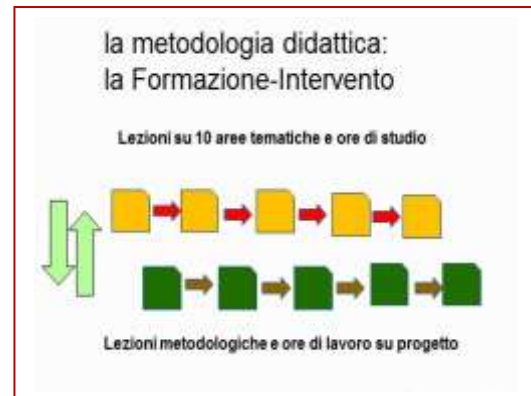 la metodologia didattica:
la Formazione-Intervento
Lezioni su 10 aree tematiche e ore di studio
Lezioni metodologiche e ore di lavoro su progetto